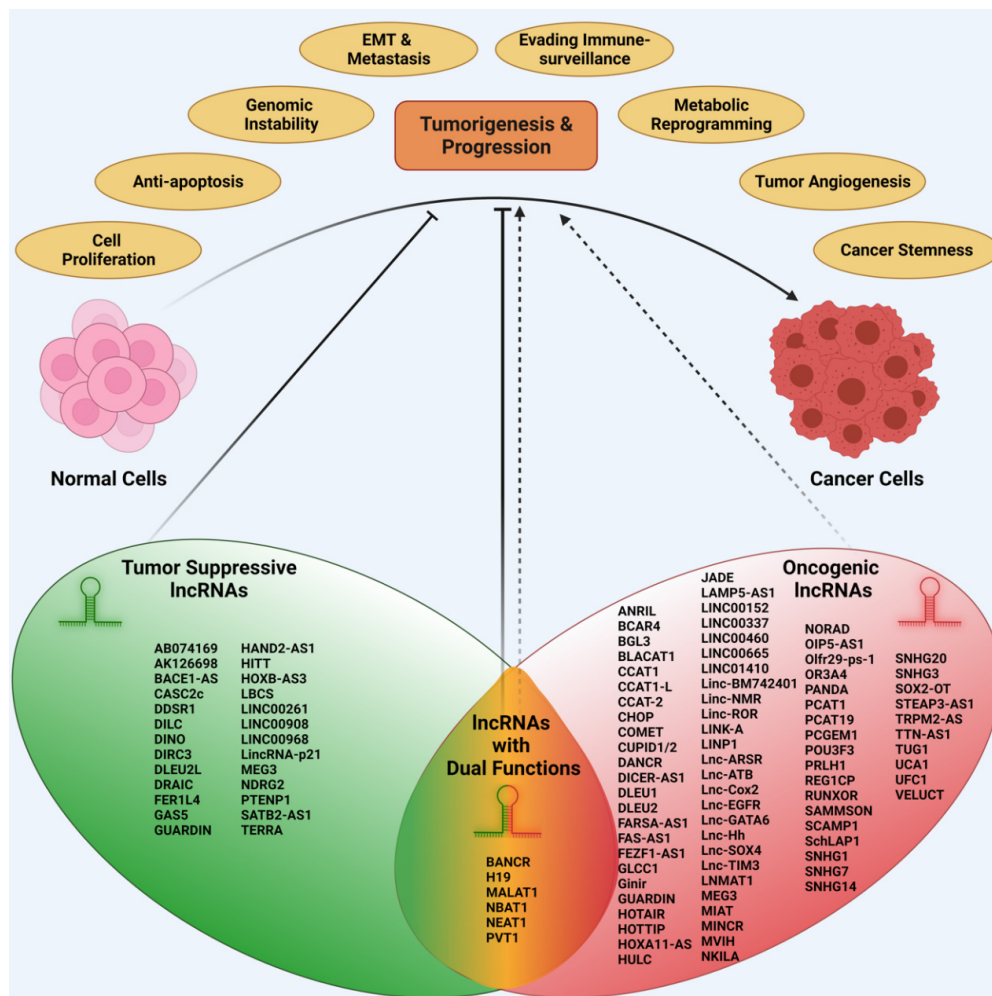 EMT &
Metastasis
Evading Immune-
surveillance
Genomic
Instability
Tumorigenesis &
Progression
Metabolic
Reprogramming
Anti-apoptosis
Tumor Angiogenesis
Cell
Proliferation
Cancer Stemness
Normal Cells
Cancer Cells
Tumor Suppressive
lncRNAs
AB074169
AK126698
BACE1-AS
CASC2c
DDSR1
DILC
DINO
DIRC3
DLEU2L
DRAIC
FER1L4
GAS5
GUARDIN
HAND2-AS1
HITT
HOXB-AS3
LBCS
LINC00261
LINC00908
LINC00968
LincRNA-p21
MEG3
NDRG2
PTENP1
SATB2-AS1
TERRA
lncRNAs
with
Dual Functions
BANCR
H19
MALAT1
NBAT1
NEAT1
PVT1
Oncogenic
lncRNAs
ANRIL
BCAR4
BGL3
BLACAT1
CCAT1
CCAT1-L
CCAT-2
CHOP
COMET
CUPID1/2
DANCR
DICER-AS1
DLEU1
DLEU2
FARSA-AS1
FAS-AS1
FEZF1-AS1
GLCC1
Ginir
GUARDIN
HOTAIR
HOTTIP
HOXA11-AS
HULC
JADE
LAMP5-AS1
LINC00152
LINC00337
LINC00460
LINC00665
LINC01410
Linc-BM742401
Linc-NMR
Linc-ROR
LINK-A
LINP1
Lnc-ARSR
Lnc-ATB
Lnc-Cox2
Lnc-EGFR
Lnc-GATA6
Lnc-Hh
Lnc-SOX4
Lnc-TIM3
LNMAT1
MEG3
MIAT
MINCR
MVIH
NKILA
NORAD
OIP5-AS1
Olfr29-ps-1
OR3A4
PANDA
PCAT1
PCAT19
PCGEM1
POU3F3
PRLH1
REG1CP
RUNXOR
SAMMSON
SCAMP1
SchLAP1
SNHG1
SNHG7
SNHG14
SNHG20
SNHG3
SOX2-OT
STEAP3-AS1
TRPM2-AS
TTN-AS1
TUG1
UCA1
UFC1
VELUCT